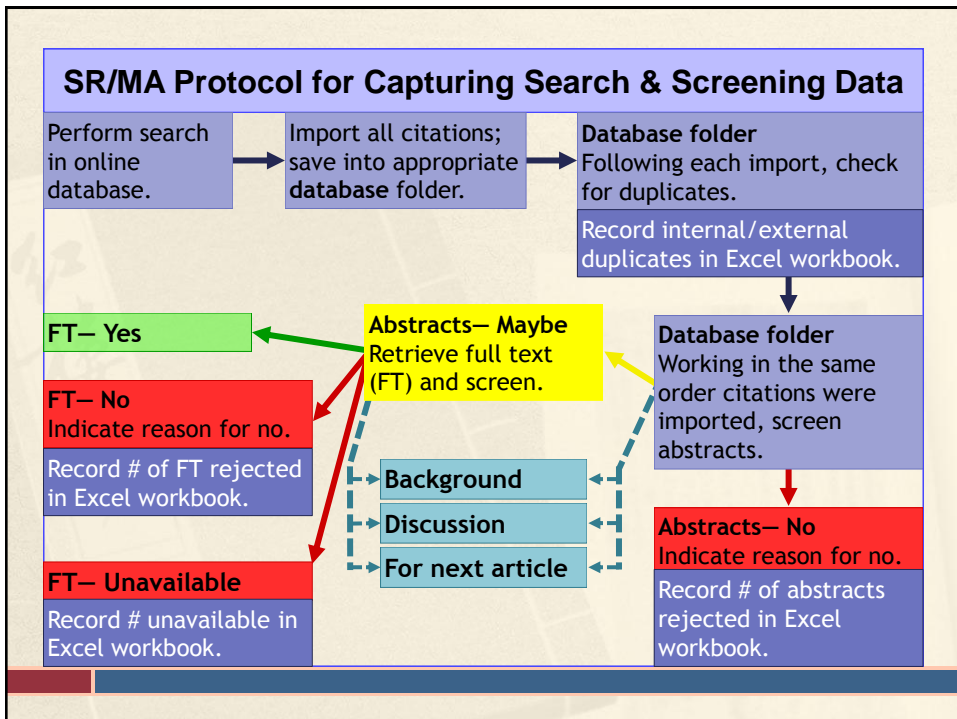 SR/MA Protocol for Capturing Search & Screening Data
Perform search
in online
database.
Import all citations;
save into appropriate
database folder.
Database folder
Following each import, check
for duplicates.
Record internal/external
duplicates in Excel workbook.
Database folder
Working in the same
order citations were
imported, screen
abstracts.
Abstracts— No
Indicate reason for no.
Record # of abstracts
rejected in Excel
workbook.
Abstracts— Maybe
Retrieve full text
(FT) and screen.
Background
Discussion
For next article
FT— Yes
FT— No
Indicate reason for no.
Record # of FT rejected
in Excel workbook.
FT— Unavailable
Record # unavailable in
Excel workbook.